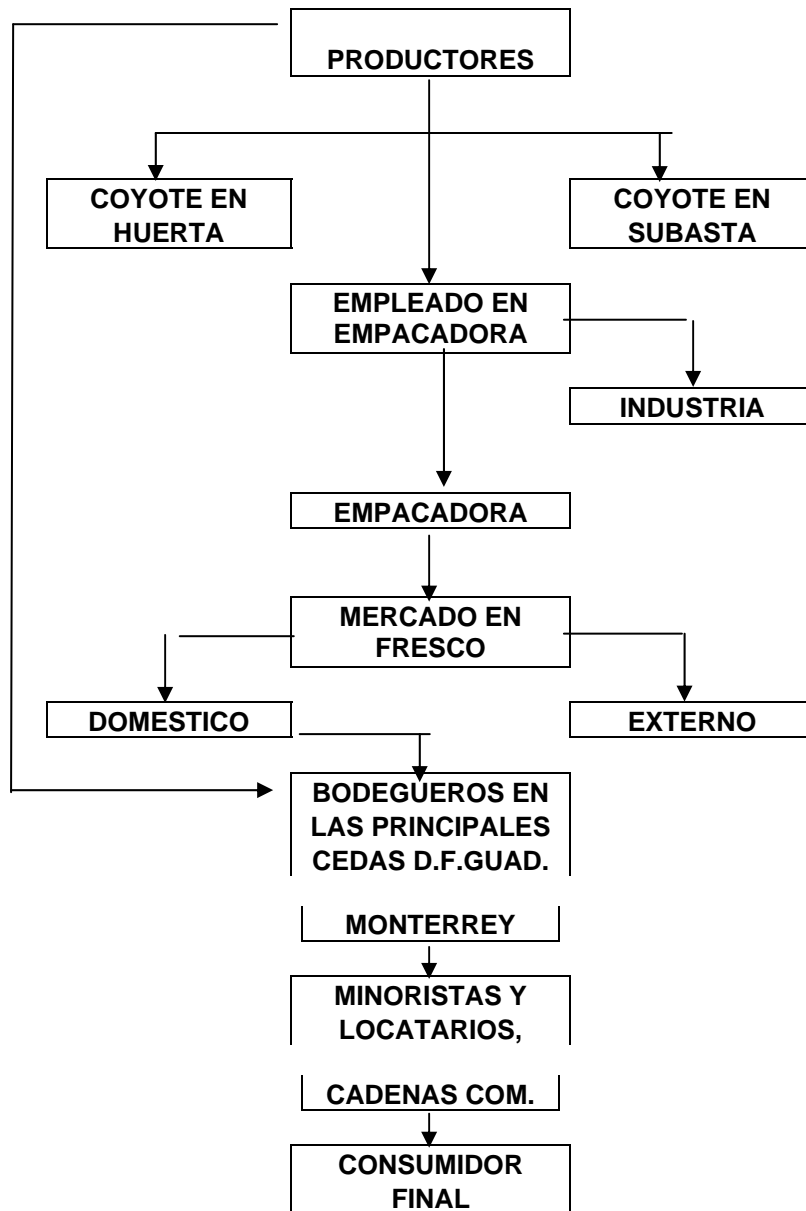 PRODUCTORES
COYOTE EN
HUERTA
COYOTE EN
SUBASTA
EMPLEADO EN
EMPACADORA
INDUSTRIA
EMPACADORA
MERCADO EN
FRESCO
DOMESTICO
EXTERNO
BODEGUEROS EN
LAS PRINCIPALES
CEDAS D.F.GUAD.
MONTERREY
MINORISTAS Y
LOCATARIOS,
CADENAS COM.
CONSUMIDOR
FINAL